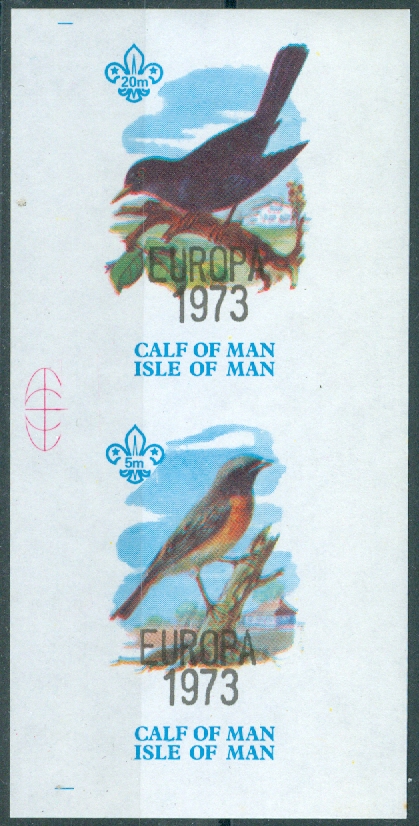 20m
EUROPA
1973
CALF OF MAN
ISLE OF MAN
5m
EUROPA
1973
CALF OF MAN
ISLE OF MAN